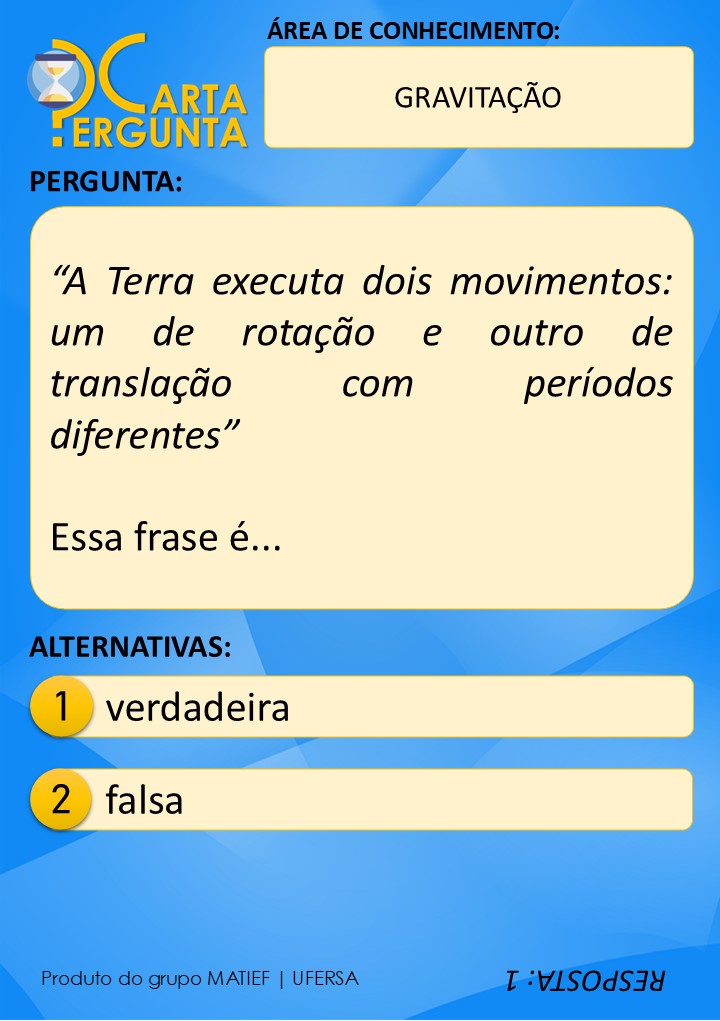 ÁREA DE CONHECIMENTO:
CARTA
PERGUNTA
GRAVITAÇÃO
PERGUNTA:
“A Terra executa dois movimentos:
um de rotação e outro de
translação com períodos
diferentes”
Essa frase é...
ALTERNATIVAS:
1 verdadeira
2 falsa
Produto do grupo MATIEF | UFERSA
RESPOSTA: 1